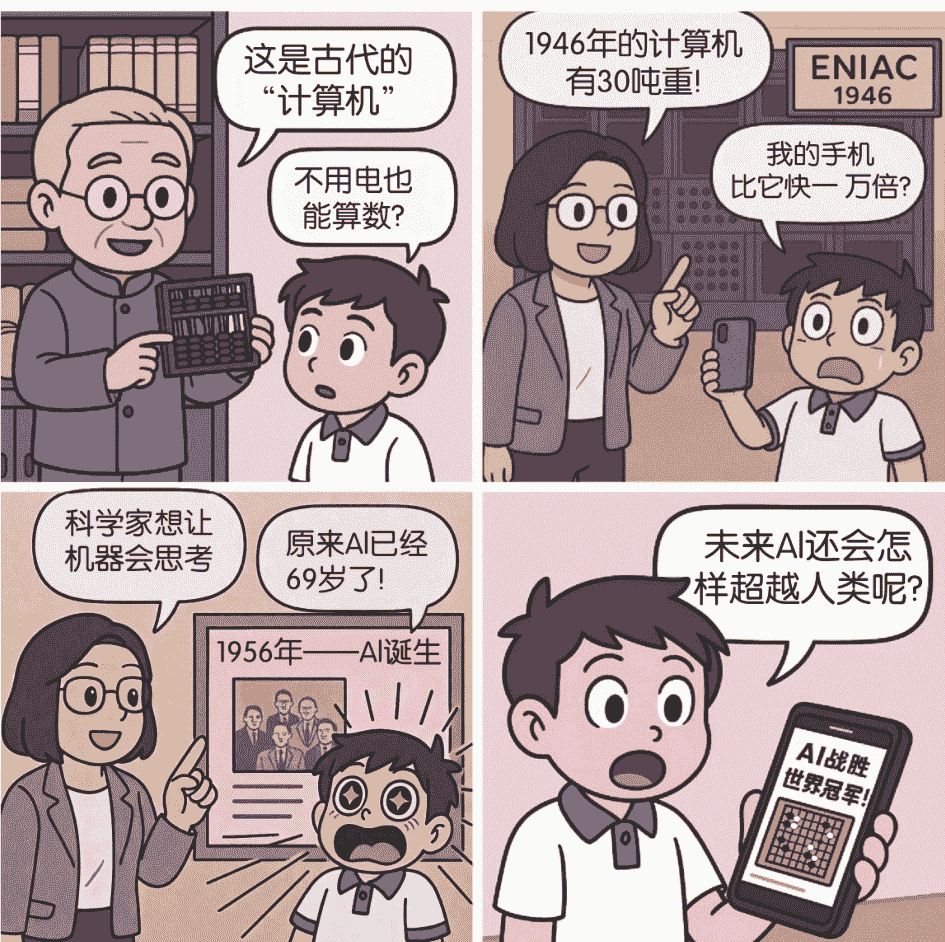 这是古代的
“计算机”
不用电也
能算数?
1946年的计算机
有30吨重!
ENIAC
1946
我的手机
比它快一 万倍?
科学家想让
机器会思考
原来AI已经
69岁了!
1956年——AI诞生
未来AI还会怎
样超越人类呢?
AI战胜
世界冠军!